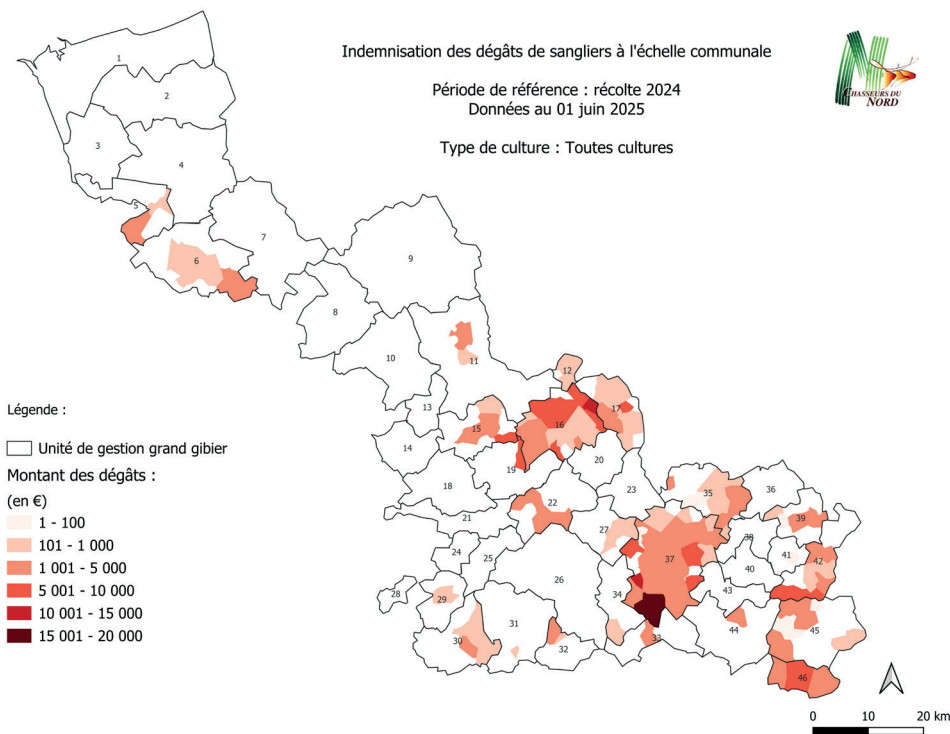 Indemnisation des dégâts de sangliers à l'échelle communale
Période de référence : récolte 2024
Données au 01 juin 2025
Type de culture : Toutes cultures
CHASSEURS DU
NORD
1
2
3
4
5
6
7
8
9
10
11
12
13
14
15
16
17
18
19
20
21
22
23
24
25
26
27
28
29
30
31
32
33
34
35
36
37
38
39
40
41
42
43
44
45
46
Légende :
Unité de gestion grand gibier
Montant des dégâts :
(en €)
1 - 100
101 - 1 000
1 001 - 5 000
5 001 - 10 000
10 001 - 15 000
15 001 - 20 000
0 10 20 km